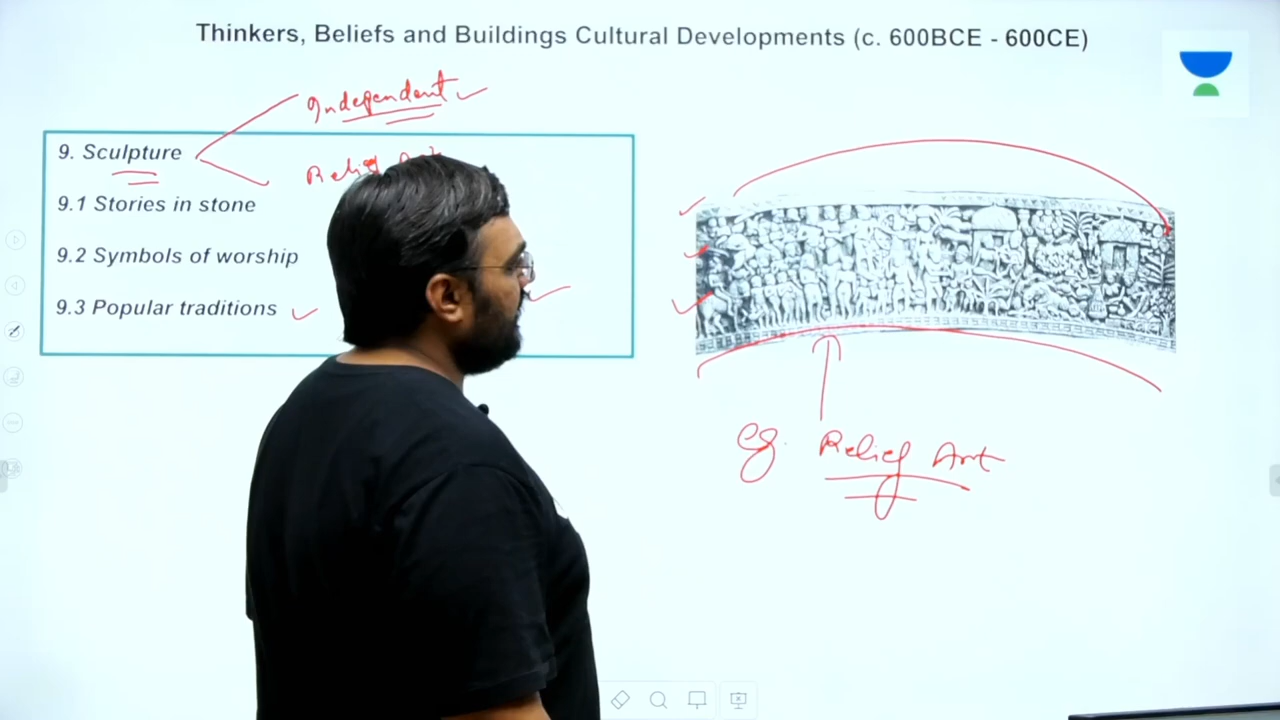 Thinkers, Beliefs and Buildings Cultural Developments (c. 600BCE - 600CE)
Independent
9. Sculpture
Relief
9.1 Stories in stone
9.2 Symbols of worship
9.3 Popular traditions
eg. Relief Art